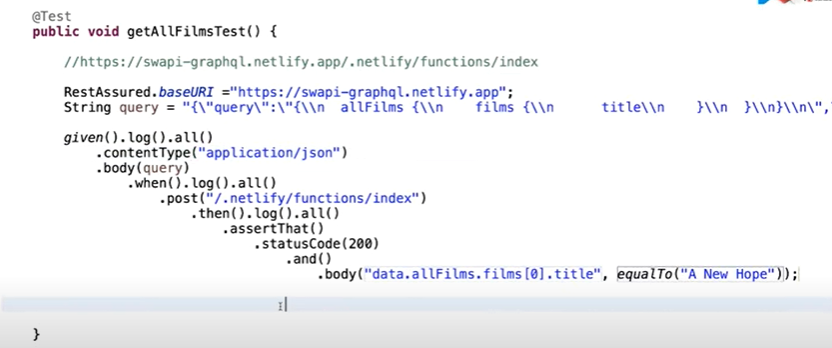 @Test
public void getAllFilmsTest() {
//https://swapi-graphql.netlify.app/.netlify/functions/index
RestAssured.baseURI ="https://swapi-graphql.netlify.app";
String query = "{\"query\":\"{\\n  allFilms {\\n    films {\\n      title\\n    }\\n  }\\n}\\n\",
given().log().all()
.contentType("application/json")
.body(query)
.when().log().all()
.post("/.netlify/functions/index")
.then().log().all()
.assertThat()
.statusCode(200)
.and()
.body("data.allFilms.films[0].title", equalTo("A New Hope"));
}